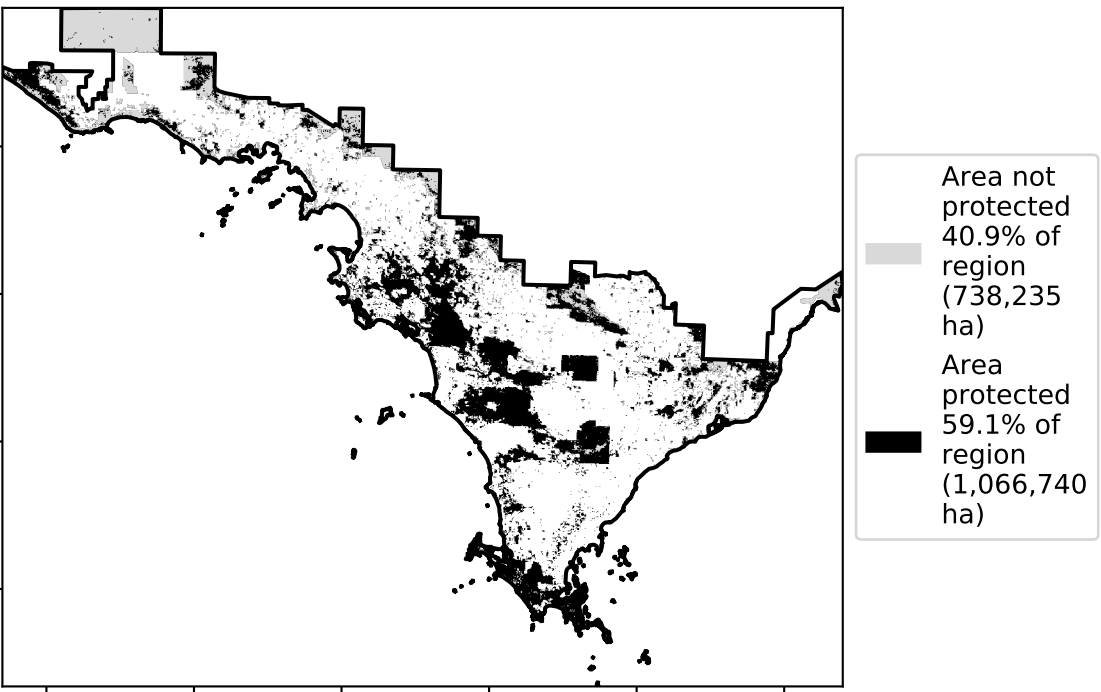 Area not
protected
40.9% of
region
(738,235
ha)
Area
protected
59.1% of
region
(1,066,740
ha)